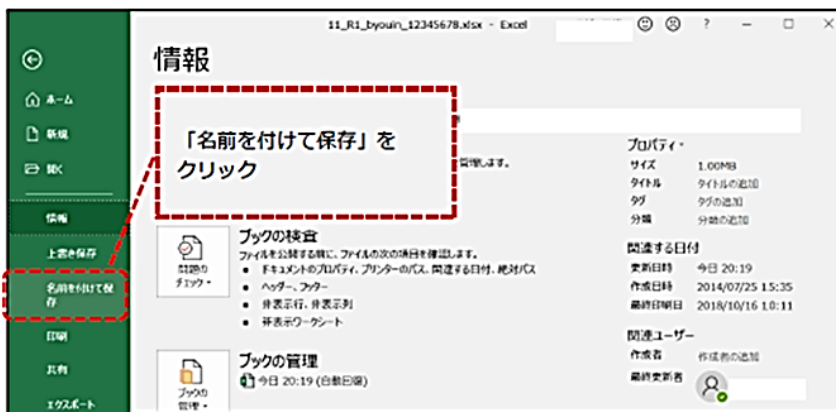 11_R1_byouin_12345678.xlsx - Excel
?
情報
ホーム
新規
開く
情報
上書き保存
名前を付けて保
存
印刷
共有
エクスポート
「名前を付けて保存」を
クリック
管理します。
問題の
チェック
ブックの検査
ファイルを公開する前に、ファイルの次の項目を確認します。
ドキュメントのプロパティ、プリンターのパス、関連する日付、絶対パス
ヘッダー、フッター
非表示行、非表示列
非表示ワークシート
ブックの
管理
ブックの管理
今日 20:19 (自動回復)
プロパティ
サイズ 1.00MB
タイトル タイトルの追加
タグ タグの追加
分類 分類の追加
関連する日付
更新日時 今日 20:19
作成日時 2014/07/25 15:35
最終印刷日 2018/10/16 10:11
関連ユーザー
作成者 作成者の追加
最終更新者